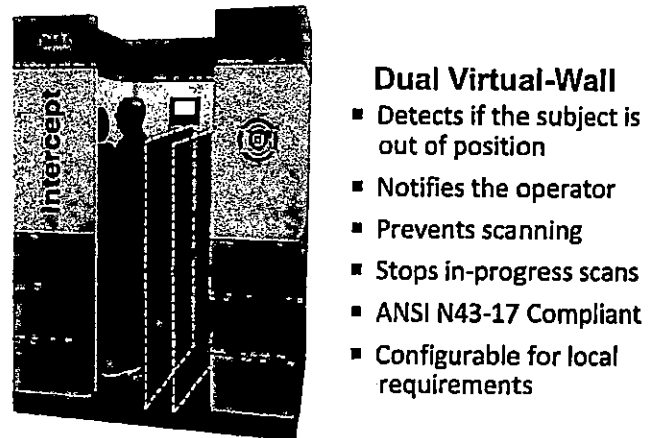 intercept
Dual Virtual-Wall
▪ Detects if the subject is
out of position
▪ Notifies the operator
▪ Prevents scanning
▪ Stops in-progress scans
▪ ANSI N43-17 Compliant
▪ Configurable for local
requirements